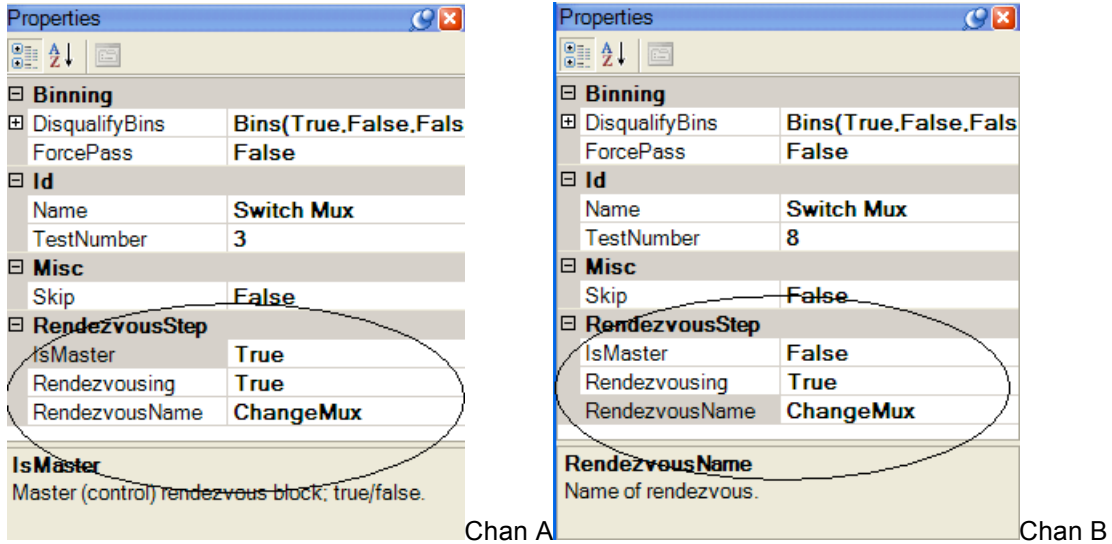 Properties
Binning
DisqualifyBins Bins(True,False,Fals
ForcePass False
Id
Name Switch Mux
TestNumber 3
Misc
Skip False
RendezvousStep
IsMaster True
Rendezvousing True
RendezvousName ChangeMux
IsMaster
Master (control) rendezvous block; true/false.
Chan A
Properties
Binning
DisqualifyBins Bins(True,False,Fals
ForcePass False
Id
Name Switch Mux
TestNumber 8
Misc
Skip False
RendezvousStep
IsMaster False
Rendezvousing True
RendezvousName ChangeMux
RendezvousName
Name of rendezvous.
Chan B